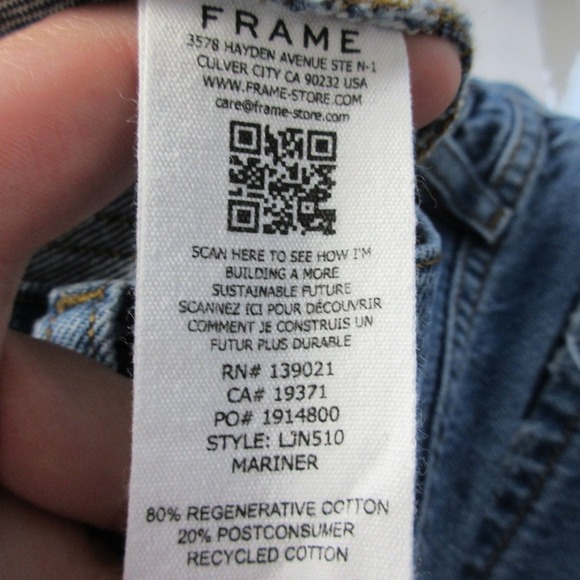 FRAME
3578 HAYDEN AVENUE STE N-1
CULVER CITY CA 90232 USA
WWW.FRAME-STORE.COM
care@frame-store.com
SCAN HERE TO SEE HOW I'M
BUILDING A MORE
SUSTAINABLE FUTURE
SCANNEZ ICI POUR DÉCOUVRIR
COMMENT JE CONSTRUIS UN
FUTUR PLUS DURABLE
RN# 139021
CA# 19371
PO# 1914800
STYLE: LJN510
MARINER
80% REGENERATIVE COTTON
20% POSTCONSUMER
RECYCLED COTTON